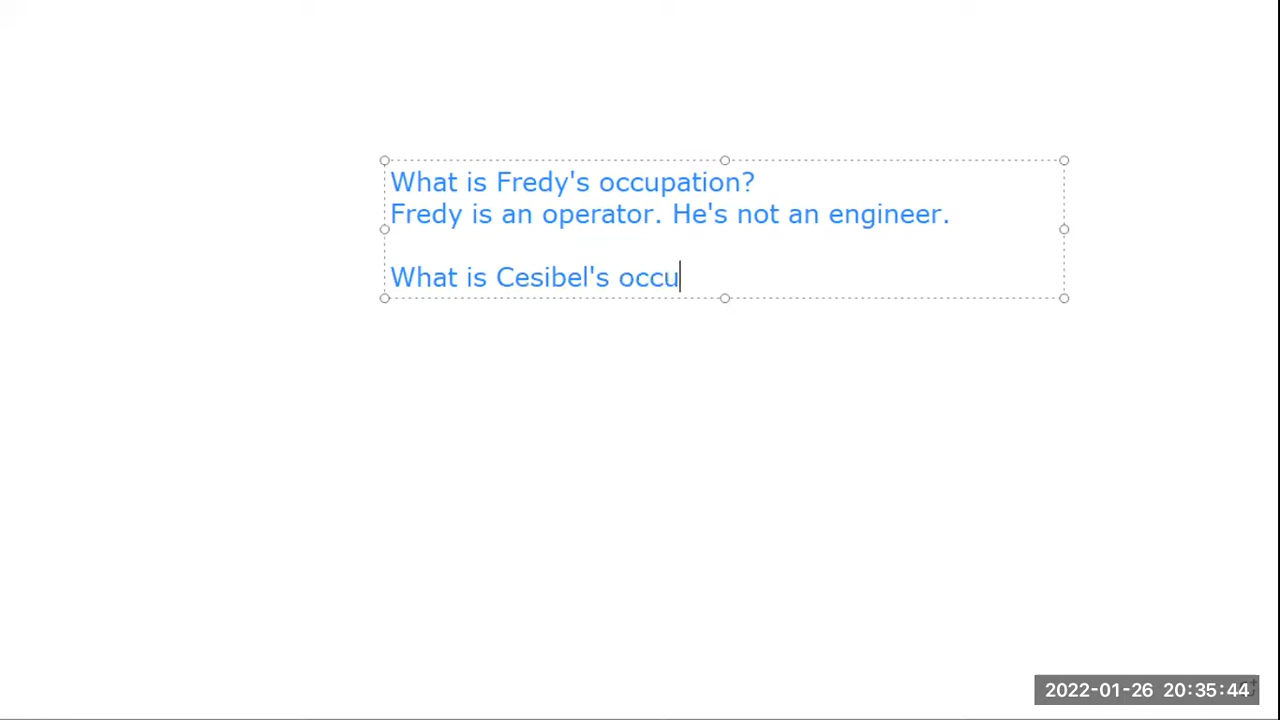 What is Fredy's occupation?
Fredy is an operator. He's not an engineer.
What is Cesibel's occu
2022-01-26 20:35:44